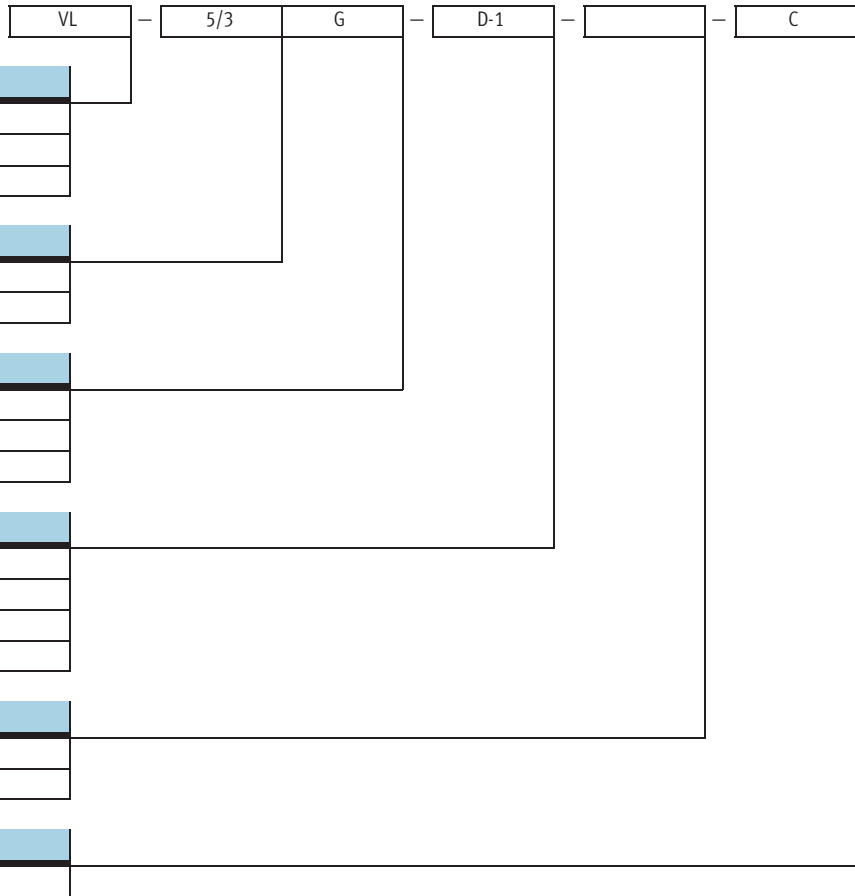 VL – 5/3 G – D-1 – – C